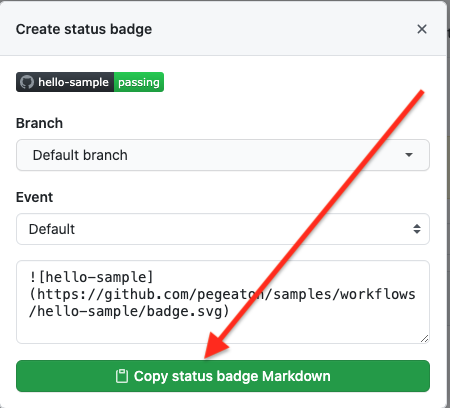 Create status badge
hello-sample passing
Branch
Default branch
Event
Default
![hello-sample]
(https://github.com/pegeaton/samples/workflows
/hello-sample/badge.svg)
Copy status badge Markdown